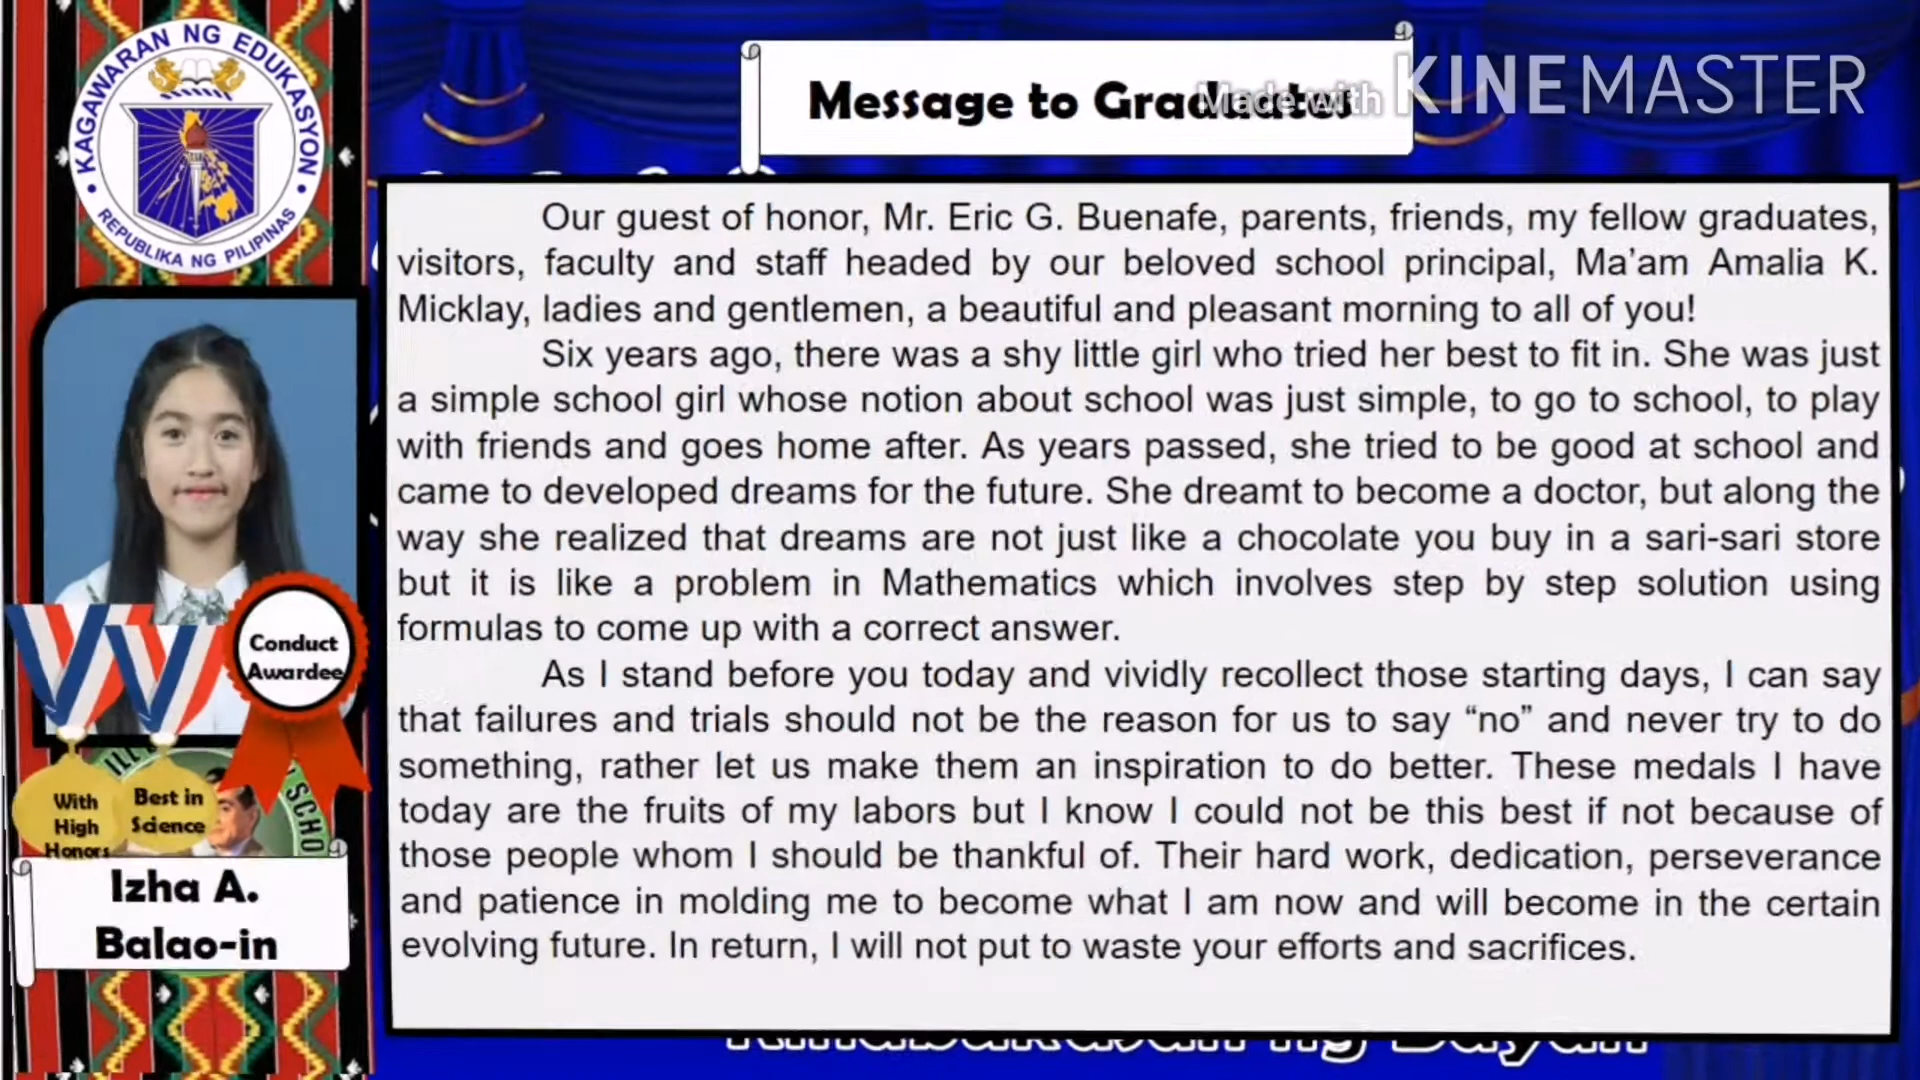 KAGAWARAN NG EDUKASYON
REPUBLIKA NG PILIPINAS
Message to Graduates
Made with KINEMASTER
Our guest of honor, Mr. Eric G. Buenafe, parents, friends, my fellow graduates,
visitors, faculty and staff headed by our beloved school principal, Ma’am Amalia K.
Micklay, ladies and gentlemen, a beautiful and pleasant morning to all of you!
Six years ago, there was a shy little girl who tried her best to fit in. She was just
a simple school girl whose notion about school was just simple, to go to school, to play
with friends and goes home after. As years passed, she tried to be good at school and
came to developed dreams for the future. She dreamt to become a doctor, but along the
way she realized that dreams are not just like a chocolate you buy in a sari-sari store
but it is like a problem in Mathematics which involves step by step solution using
formulas to come up with a correct answer.
As I stand before you today and vividly recollect those starting days, I can say
that failures and trials should not be the reason for us to say “no” and never try to do
something, rather let us make them an inspiration to do better. These medals I have
today are the fruits of my labors but I know I could not be this best if not because of
those people whom I should be thankful of. Their hard work, dedication, perseverance
and patience in molding me to become what I am now and will become in the certain
evolving future. In return, I will not put to waste your efforts and sacrifices.
Conduct
Awardee
With
High
Honors
Best in
Science
Izha A.
Balao-in
ng Bayan